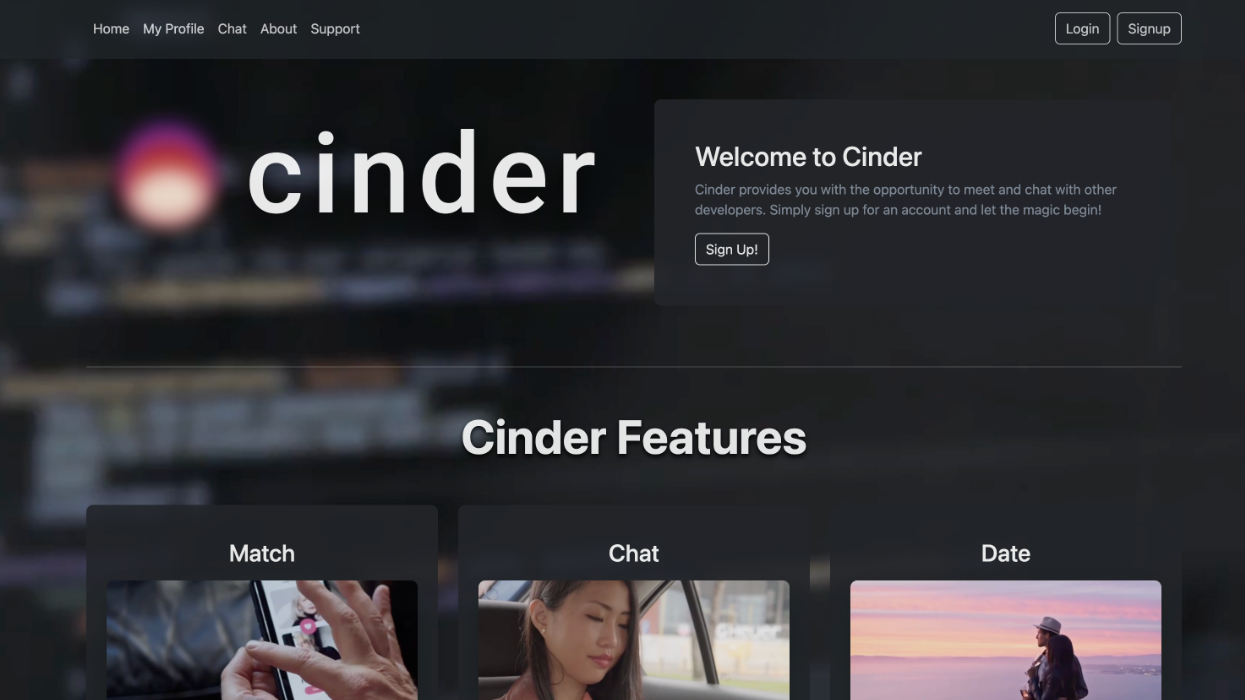 Home My Profile Chat About Support Login Signup
cinder
Welcome to Cinder
Cinder provides you with the opportunity to meet and chat with other
developers. Simply sign up for an account and let the magic begin!
Sign Up!
Cinder Features
Match Chat Date